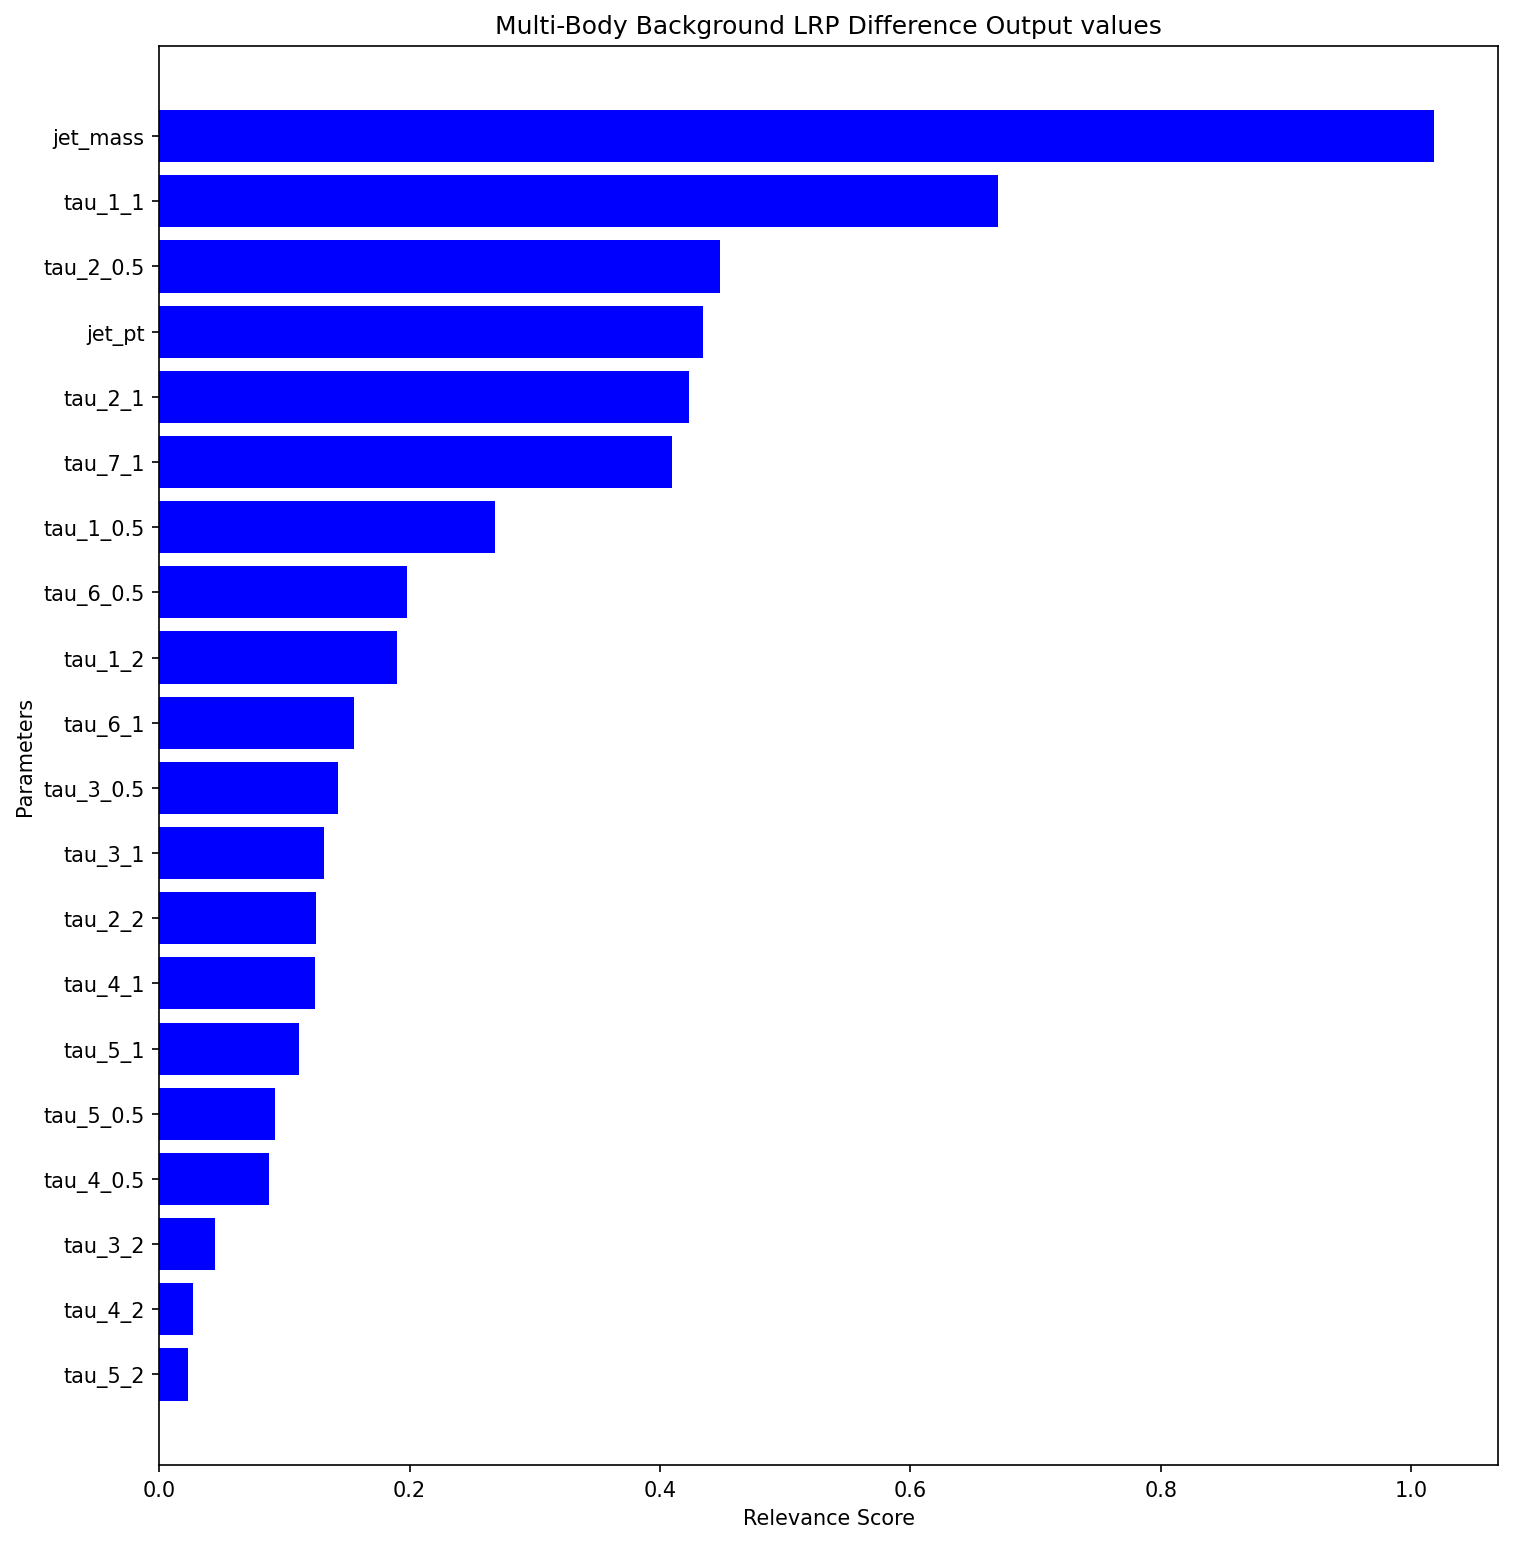 Multi-Body Background LRP Difference Output values
jet_mass
tau_1_1
tau_2_0.5
jet_pt
tau_2_1
tau_7_1
tau_1_0.5
tau_6_0.5
tau_1_2
tau_6_1
tau_3_0.5
tau_3_1
tau_2_2
tau_4_1
tau_5_1
tau_5_0.5
tau_4_0.5
tau_3_2
tau_4_2
tau_5_2
Parameters
0.0 0.2 0.4 0.6 0.8 1.0
Relevance Score